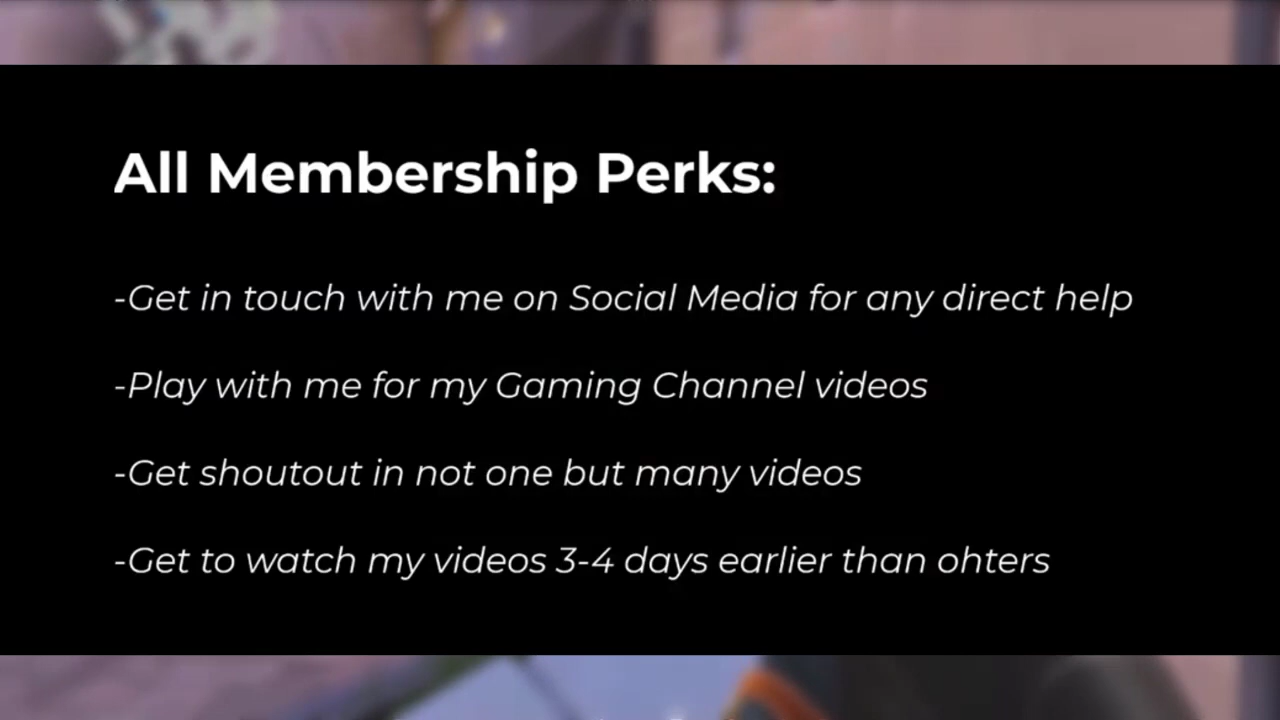 All Membership Perks:
-Get in touch with me on Social Media for any direct help
-Play with me for my Gaming Channel videos
-Get shoutout in not one but many videos
-Get to watch my videos 3-4 days earlier than ohters